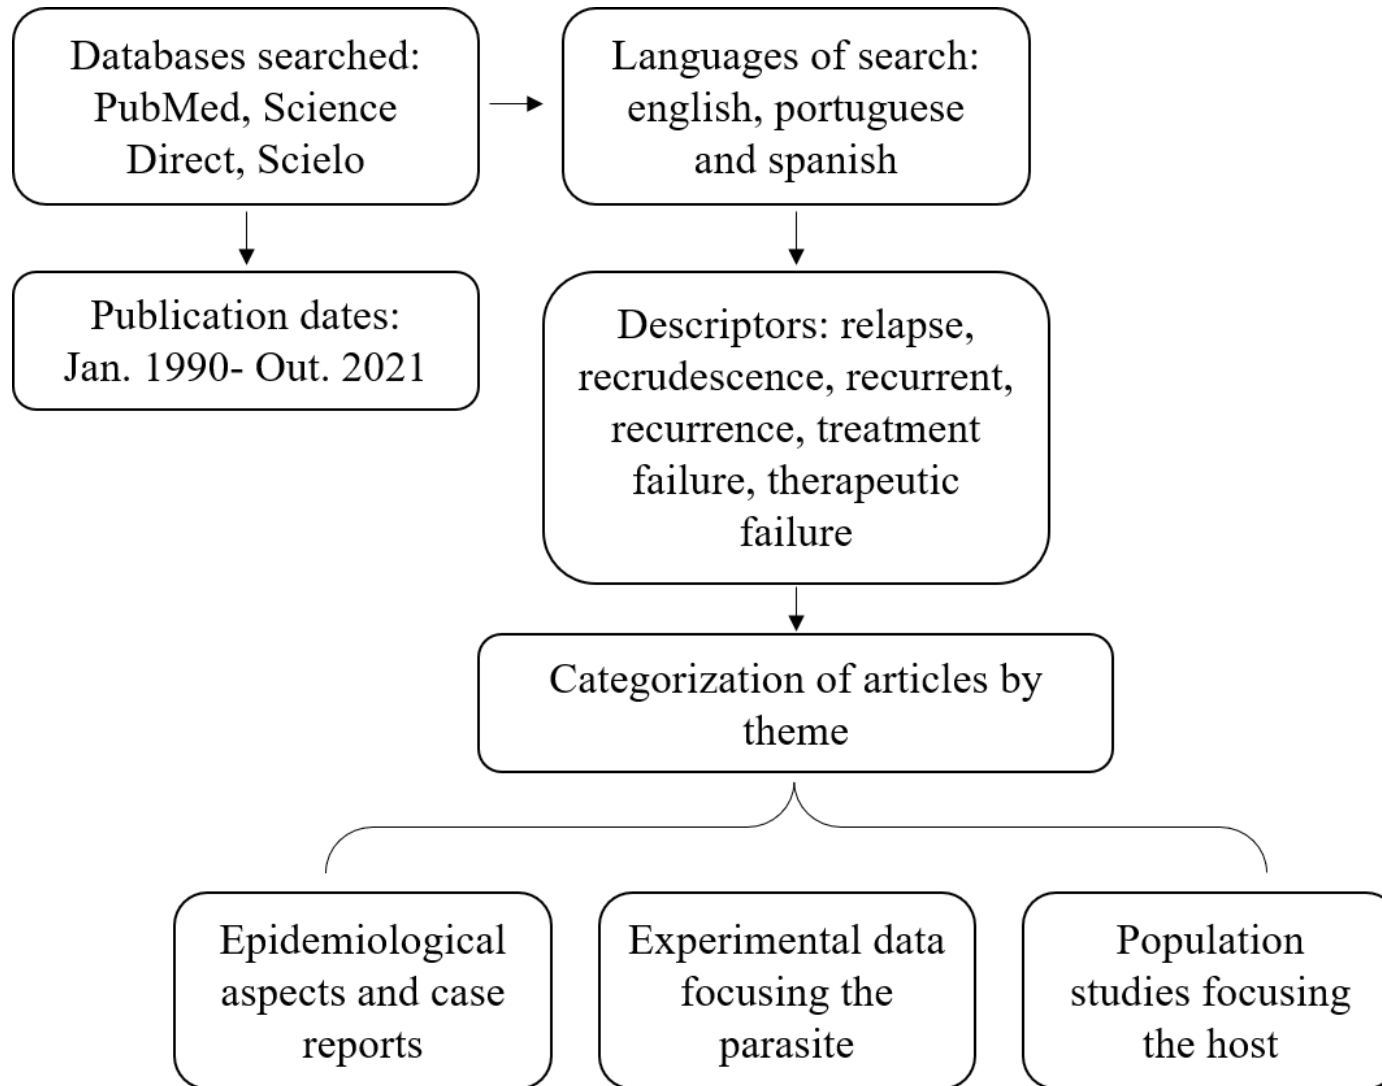 Databases searched:
PubMed, Science
Direct, Scielo
Languages of search:
english, portuguese
and spanish
Publication dates:
Jan. 1990- Out. 2021
Descriptors: relapse,
recrudescence, recurrent,
recurrence, treatment
failure, therapeutic
failure
Categorization of articles by
theme
Epidemiological
aspects and case
reports
Experimental data
focusing the
parasite
Population
studies focusing
the host